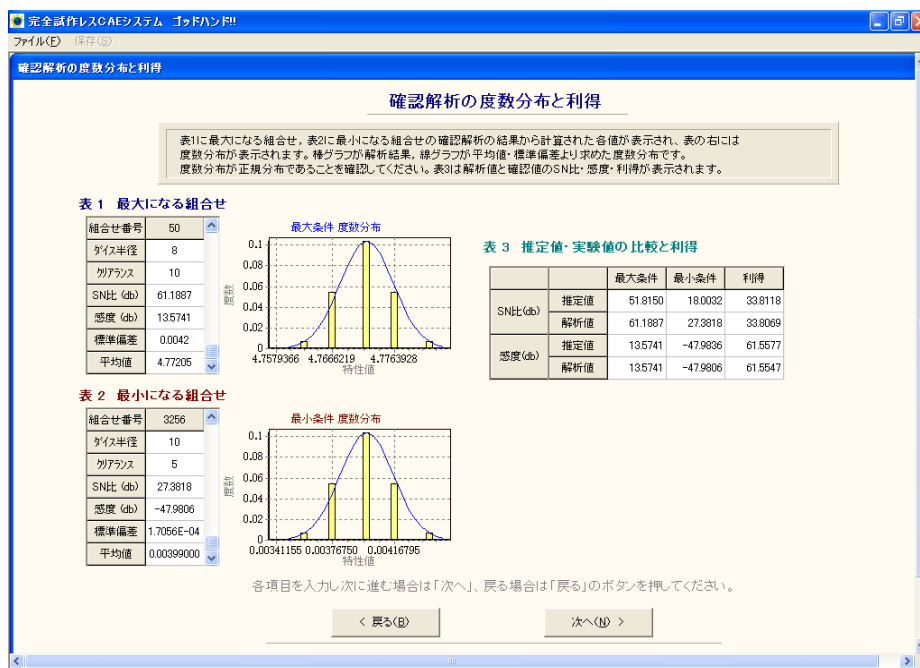 完全試作レスCAEシステム ゴッドハンド!!
ファイル(F) 保存(S)
確認解析の度数分布と利得
確認解析の度数分布と利得
表1に最大になる組合せ，表2に最小になる組合せの確認解析の結果から計算された各値が表示され、表の右には
度数分布が表示されます。棒グラフが解析結果，線グラフが平均値・標準偏差より求めた度数分布です。
度数分布が正規分布であることを確認してください。表3は解析値と確認値のSN比・感度・利得が表示されます。
表 1 最大になる組合せ
組合せ番号 50
ダイス半径 8
クリアランス 10
SN比 (db) 61.1887
感度 (db) 13.5741
標準偏差 0.0042
平均値 4.77205
最大条件 度数分布
度数
0.1
0.08
0.06
0.04
0.02
0
4.7579366 4.7666219 4.7763928
特性値
表 3 推定値・実験値の比較と利得
最大条件 最小条件 利得
SN比(db) 推定値 51.8150 18.0032 33.8118
解析値 61.1887 27.3818 33.8069
感度(db) 推定値 13.5741 -47.9836 61.5577
解析値 13.5741 -47.9806 61.5547
表 2 最小になる組合せ
組合せ番号 3256
ダイス半径 10
クリアランス 5
SN比 (db) 27.3818
感度 (db) -47.9806
標準偏差 1.7056E-04
平均値 0.00399000
最小条件 度数分布
度数
0.1
0.08
0.06
0.04
0.02
0
0.00341155 0.00376750 0.00416795
特性値
各項目を入力し次に進む場合は「次へ」、戻る場合は「戻る」のボタンを押してください。
< 戻る(B) 次へ(N) >